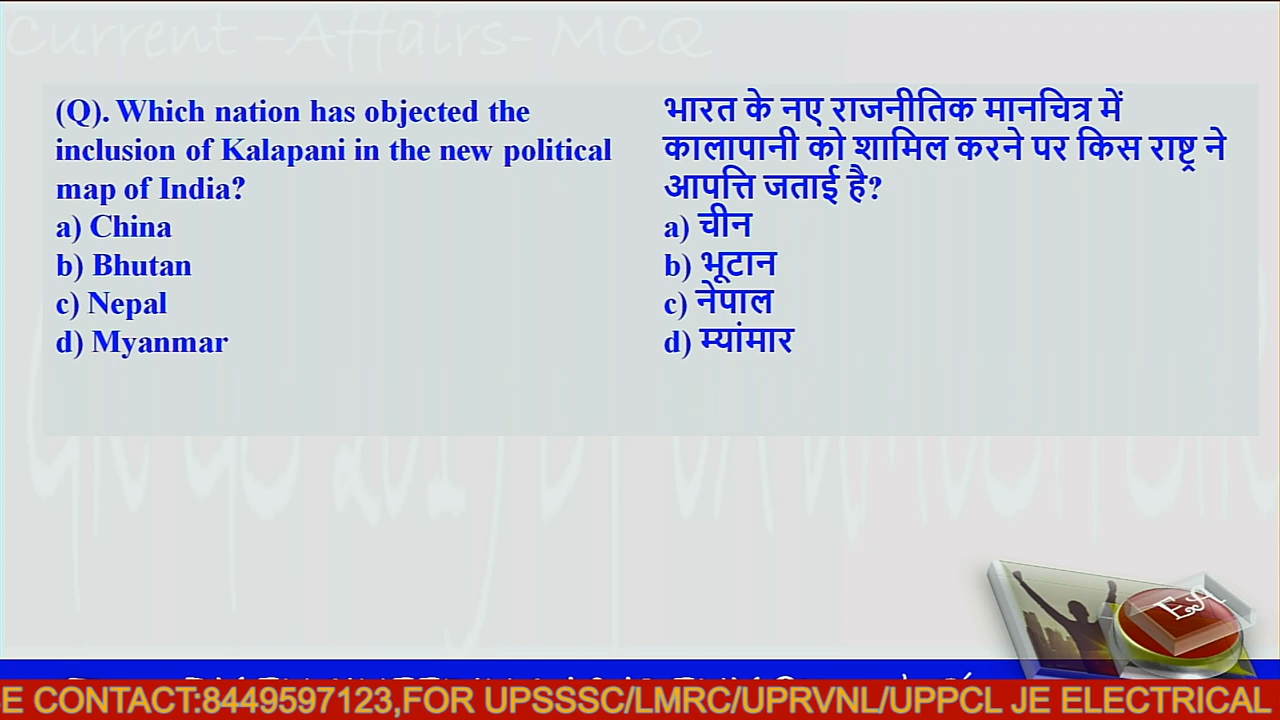 Current -Affairs- MCQ
(Q). Which nation has objected the
inclusion of Kalapani in the new political
map of India?
a) China
b) Bhutan
c) Nepal
d) Myanmar
भारत के नए राजनीतिक मानचित्र में
कालापानी को शामिल करने पर किस राष्ट्र ने
आपत्ति जताई है?
a) चीन
b) भूटान
c) नेपाल
d) म्यांमार
EA
E CONTACT:8449597123,FOR UPSSSC/LMRC/UPRVNL/UPPCL JE ELECTRICAL